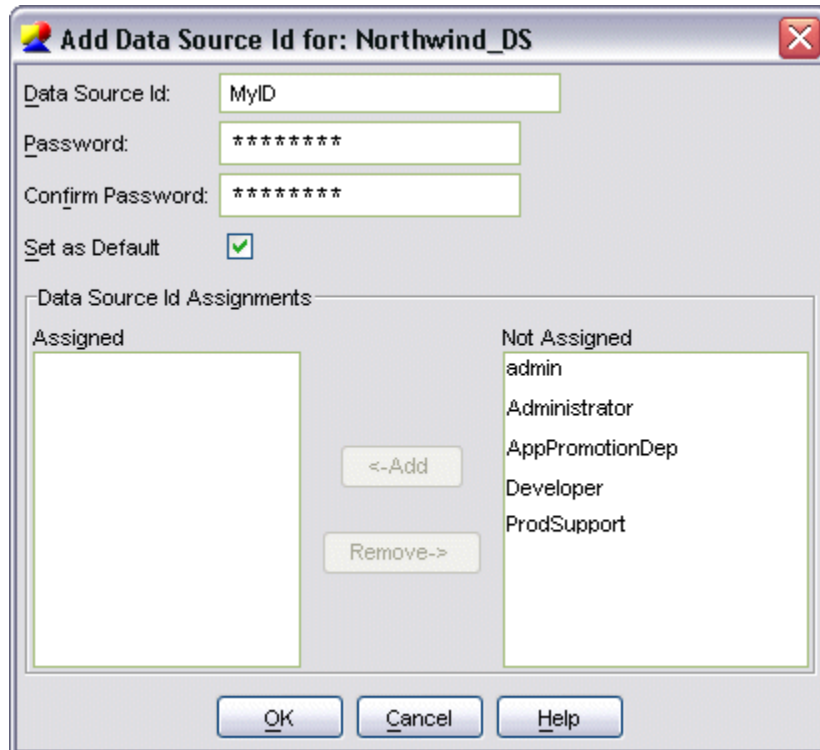 Add Data Source Id for: Northwind_DS
Data Source Id: MyID
Password: ********
Confirm Password: ********
Set as Default
Data Source Id Assignments
Assigned
Not Assigned
admin
Administrator
AppPromotionDep
Developer
ProdSupport
<-Add
Remove->
OK Cancel Help